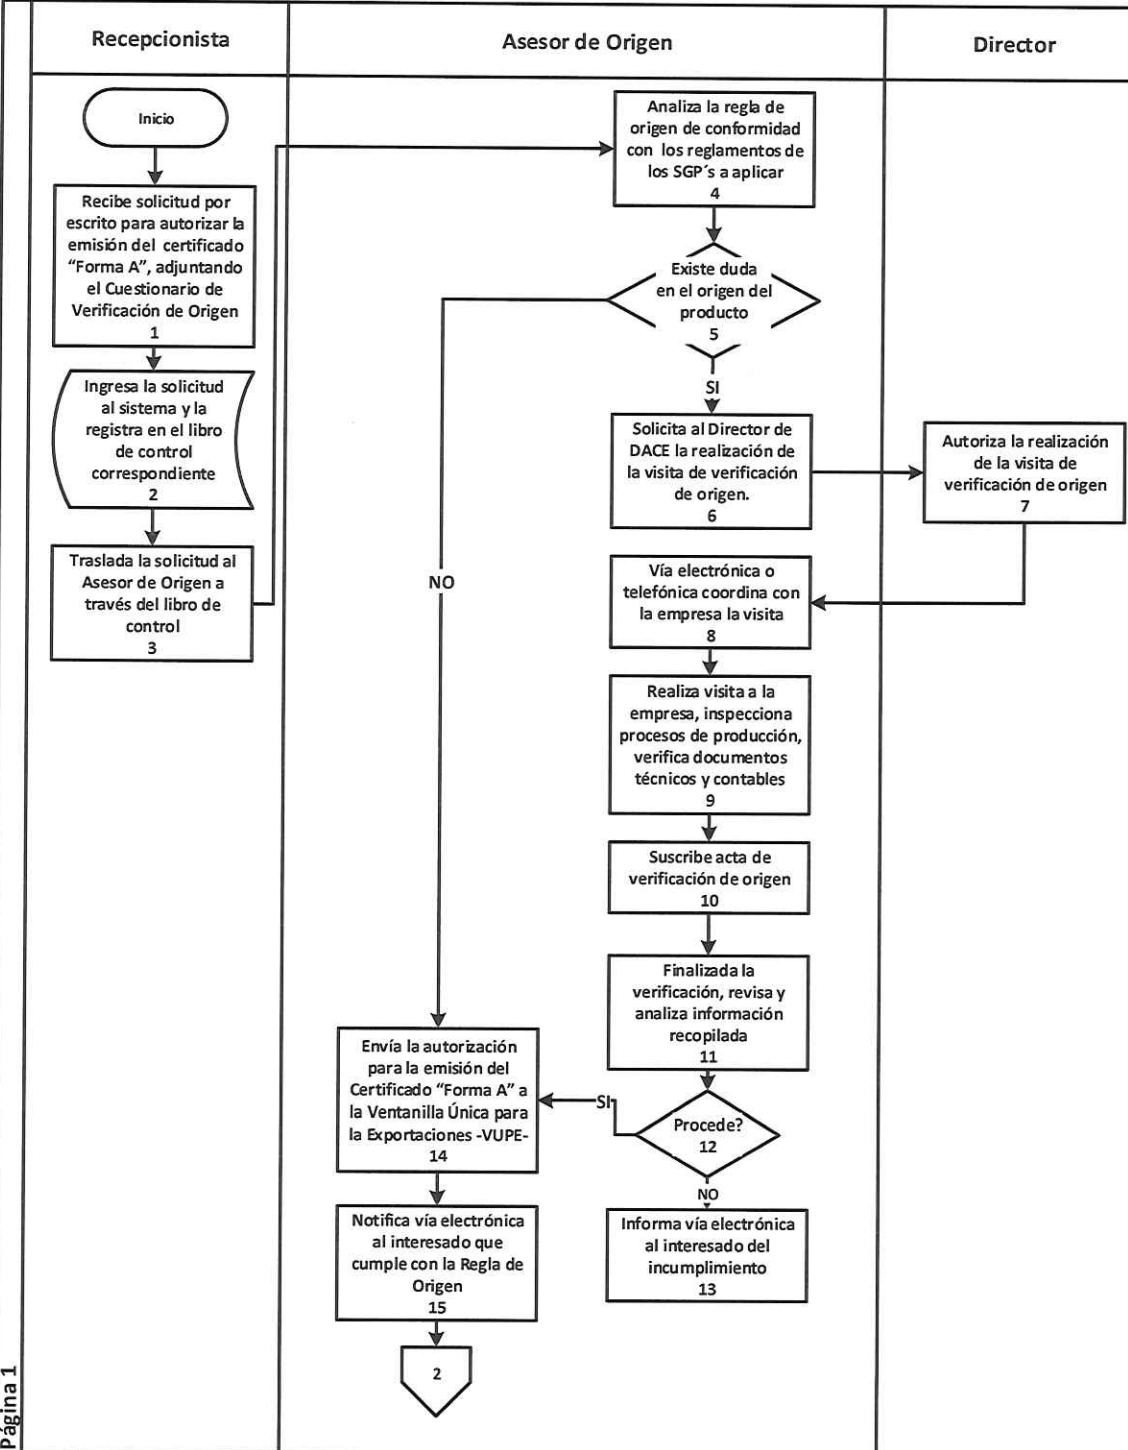 Recepcionista
Asesor de Origen
Director
Inicio
Recibe solicitud por
escrito para autorizar la
emisión del certificado
“Forma A”, adjuntando
el Cuestionario de
Verificación de Origen
1
Ingresa la solicitud
al sistema y la
registra en el libro
de control
correspondiente
2
Traslada la solicitud al
Asesor de Origen a
través del libro de
control
3
Analiza la regla de
origen de conformidad
con los reglamentos de
los SGP´s a aplicar
4
Existe duda
en el origen del
producto
5
SI
NO
Solicita al Director de
DACE la realización de
la visita de verificación
de origen.
6
Autoriza la realización
de la visita de
verificación de origen
7
Vía electrónica o
telefónica coordina con
la empresa la visita
8
Realiza visita a la
empresa, inspecciona
procesos de producción,
verifica documentos
técnicos y contables
9
Suscribe acta de
verificación de origen
10
Finalizada la
verificación, revisa y
analiza información
recopilada
11
Procede?
12
SI
NO
Informa vía electrónica
al interesado del
incumplimiento
13
Envía la autorización
para la emisión del
Certificado “Forma A” a
la Ventanilla Única para
la Exportaciones -VUPE-
14
Notifica vía electrónica
al interesado que
cumple con la Regla de
Origen
15
2
Página 1